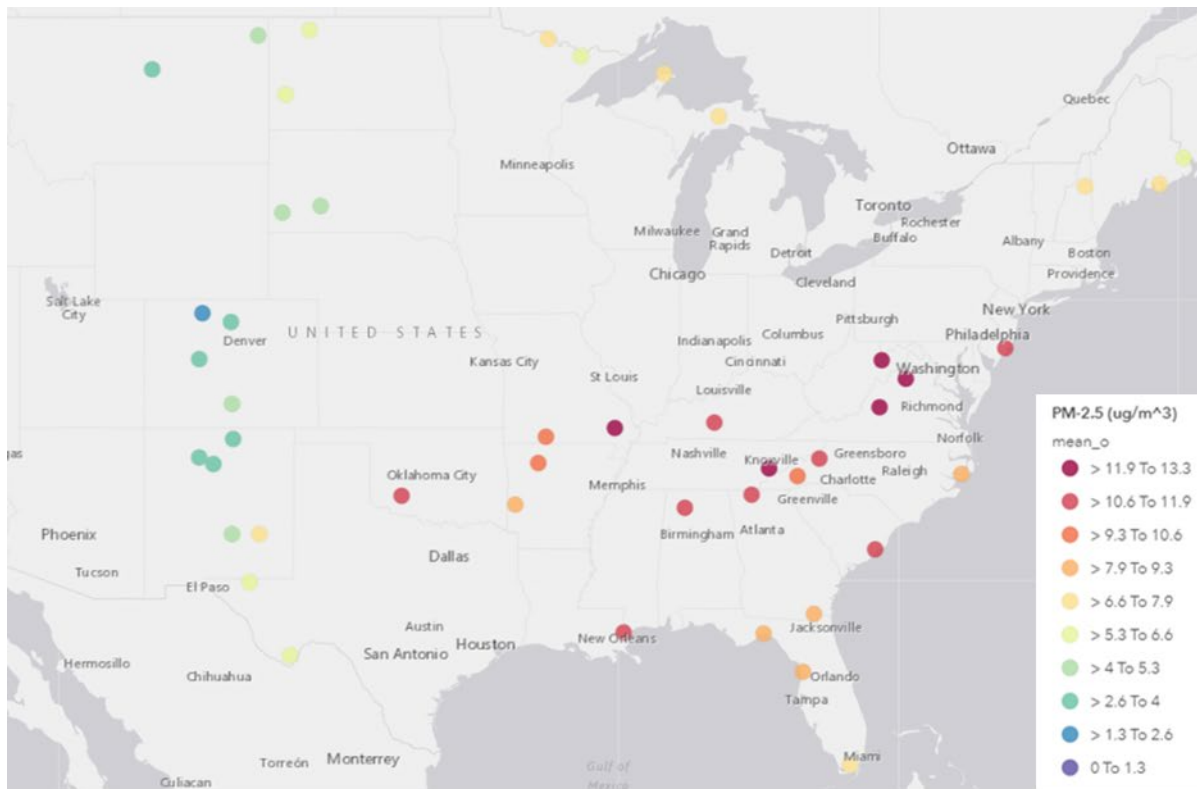 Quebec
Ottawa
Minneapolis
Toronto
Rochester
Milwaukee
Grand
Rapids
Buffalo
Albany
Detroit
Boston
Chicago
Cleveland
Providence
Salt Lake
City
New York
Pittsburgh
UNITED STATES
Denver
Columbus
Philadelphia
Indianapolis
Kansas City
Cincinnati
Washington
St Louis
Louisville
Richmond
Norfolk
gas
Nashville
Knoxville
Greensboro
Oklahoma City
Raleigh
Memphis
Charlotte
Greenville
Phoenix
Birmingham
Atlanta
Dallas
Tucson
El Paso
Austin
Jacksonville
New Orleans
Houston
San Antonio
Hermosillo
Chihuahua
Orlando
Tampa
Miami
Torreón
Monterrey
Gulf of
Mexico
Culiacan
PM-2.5 (ug/m^3)
mean_o
> 11.9 To 13.3
> 10.6 To 11.9
> 9.3 To 10.6
> 7.9 To 9.3
> 6.6 To 7.9
> 5.3 To 6.6
> 4 To 5.3
> 2.6 To 4
> 1.3 To 2.6
0 To 1.3